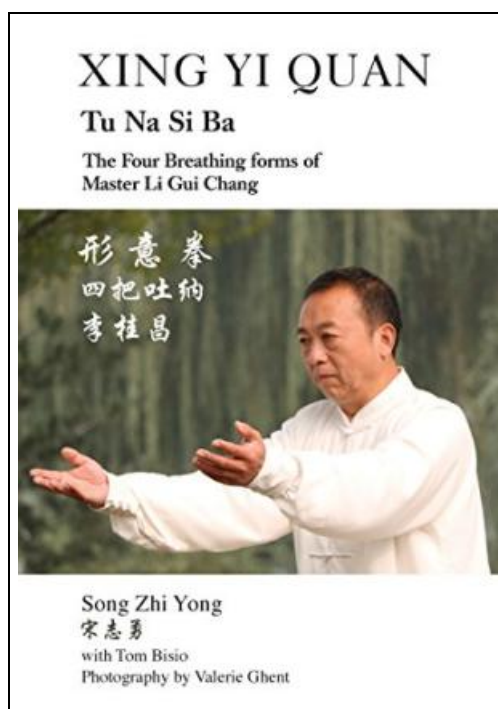 XING YI QUAN
Tu Na Si Ba
The Four Breathing forms of
Master Li Gui Chang
形意拳
四把吐纳
李桂昌
Song Zhi Yong
宋志勇
with Tom Bisio
Photography by Valerie Ghent